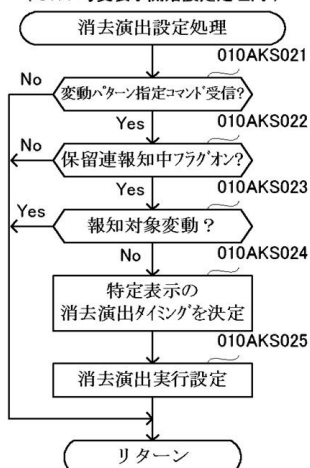 消去演出設定処理
010AKS021
No
変動パターン指定コマンド受信?
Yes
010AKS022
No
保留連報知中フラグオン?
Yes
010AKS023
Yes
報知対象変動?
No
010AKS024
特定表示の
消去演出タイミングを決定
010AKS025
消去演出実行設定
リターン